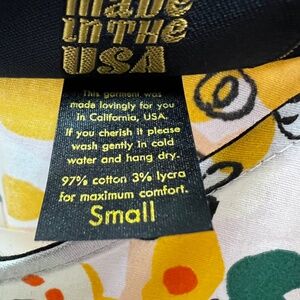 MADE
IN THE
USA
This garment was
made lovingly for you
in California, USA.
If you cherish it please
wash gently in cold
water and hang dry.
97% cotton 3% lycra
for maximum comfort.
Small